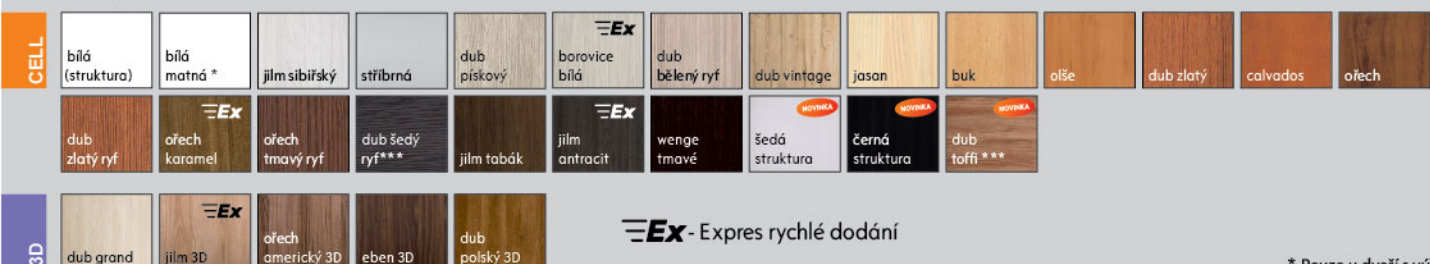 CELL
bílá
(struktura)
bílá
matná *
jilm sibiřský
stříbrná
dub
pískový
Ex
borovice
bílá
dub
bělený ryf
dub vintage
jasan
buk
olše
dub zlatý
calvados
ořech
dub
zlatý ryf
Ex
ořech
karamel
ořech
tmavý ryf
dub šedý
ryf***
jilm tabák
Ex
jilm
antracit
wenge
tmavé
NOVINKA
šedá
struktura
NOVINKA
černá
struktura
NOVINKA
dub
toffi ***
3D
dub grand
Ex
jilm 3D
ořech
americký 3D
eben 3D
dub
polský 3D
Ex - Expres rychlé dodání